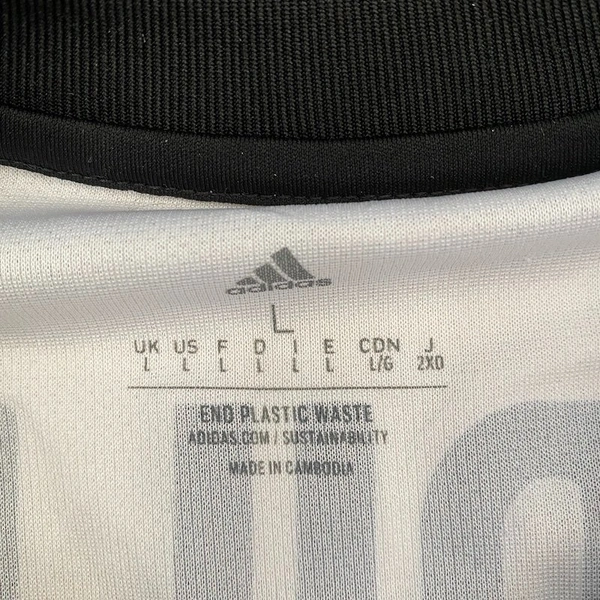 adidas
L
UK US F D I E CDN J
L L L L L L L/G 2XO
END PLASTIC WASTE
ADIDAS.COM / SUSTAINABILITY
MADE IN CAMBODIA